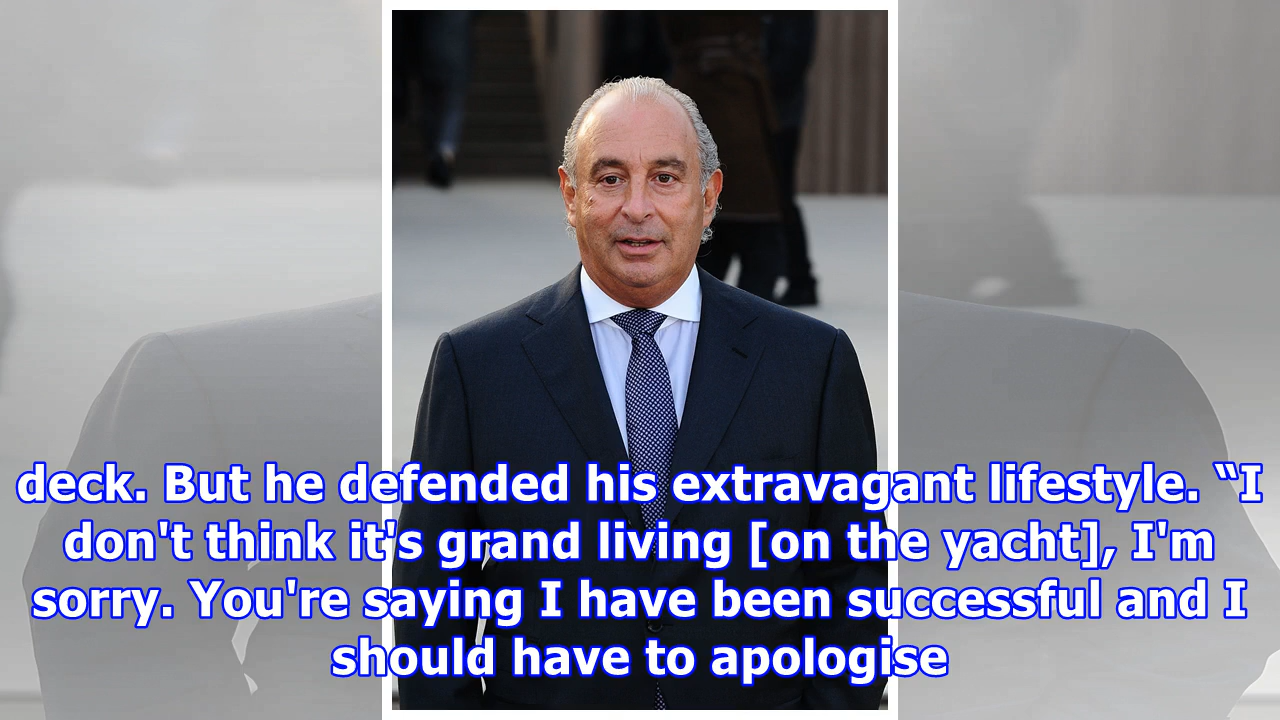 deck. But he defended his extravagant lifestyle. “I
don't think it's grand living [on the yacht], I'm
sorry. You're saying I have been successful and I
should have to apologise